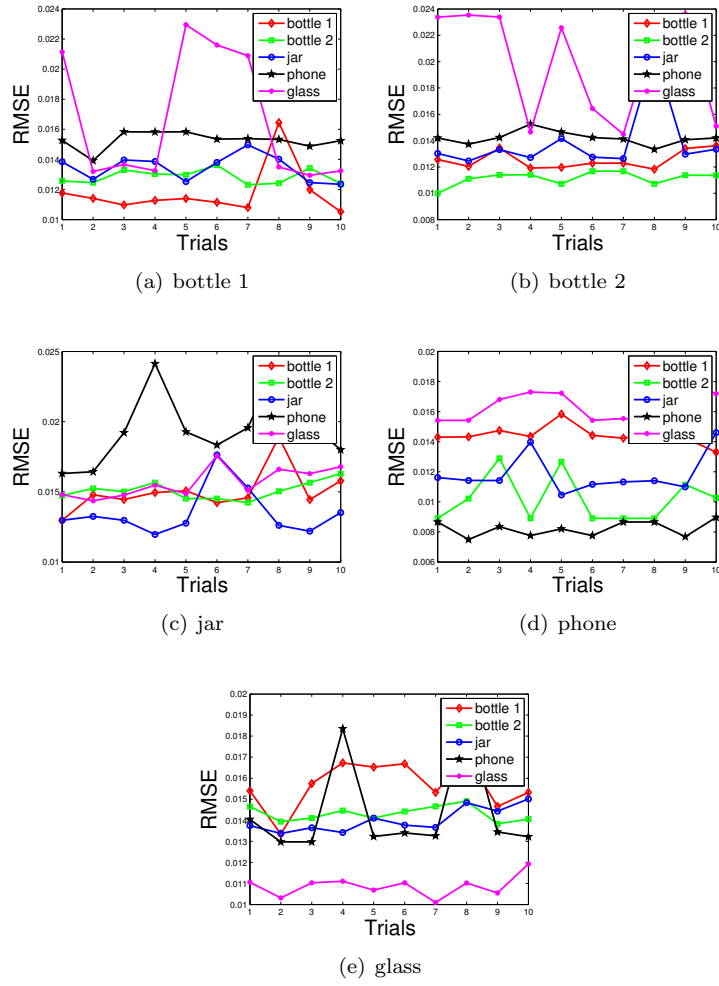 0.024
0.022
0.02
0.018
0.016
0.014
0.012
0.01
RMSE
bottle 1
bottle 2
jar
phone
glass
1 2 3 4 5 6 7 8 9 10
Trials
(a) bottle 1
0.024
0.022
0.02
0.018
0.016
0.014
0.012
0.01
0.008
RMSE
bottle 1
bottle 2
jar
phone
glass
1 2 3 4 5 6 7 8 9 10
Trials
(b) bottle 2
0.025
0.02
0.015
0.01
RMSE
bottle 1
bottle 2
jar
phone
glass
1 2 3 4 5 6 7 8 9 10
Trials
(c) jar
0.02
0.018
0.016
0.014
0.012
0.01
0.008
0.006
RMSE
bottle 1
bottle 2
jar
phone
glass
1 2 3 4 5 6 7 8 9 10
Trials
(d) phone
0.02
0.019
0.018
0.017
0.016
0.015
0.014
0.013
0.012
0.011
0.01
RMSE
bottle 1
bottle 2
jar
phone
glass
1 2 3 4 5 6 7 8 9 10
Trials
(e) glass